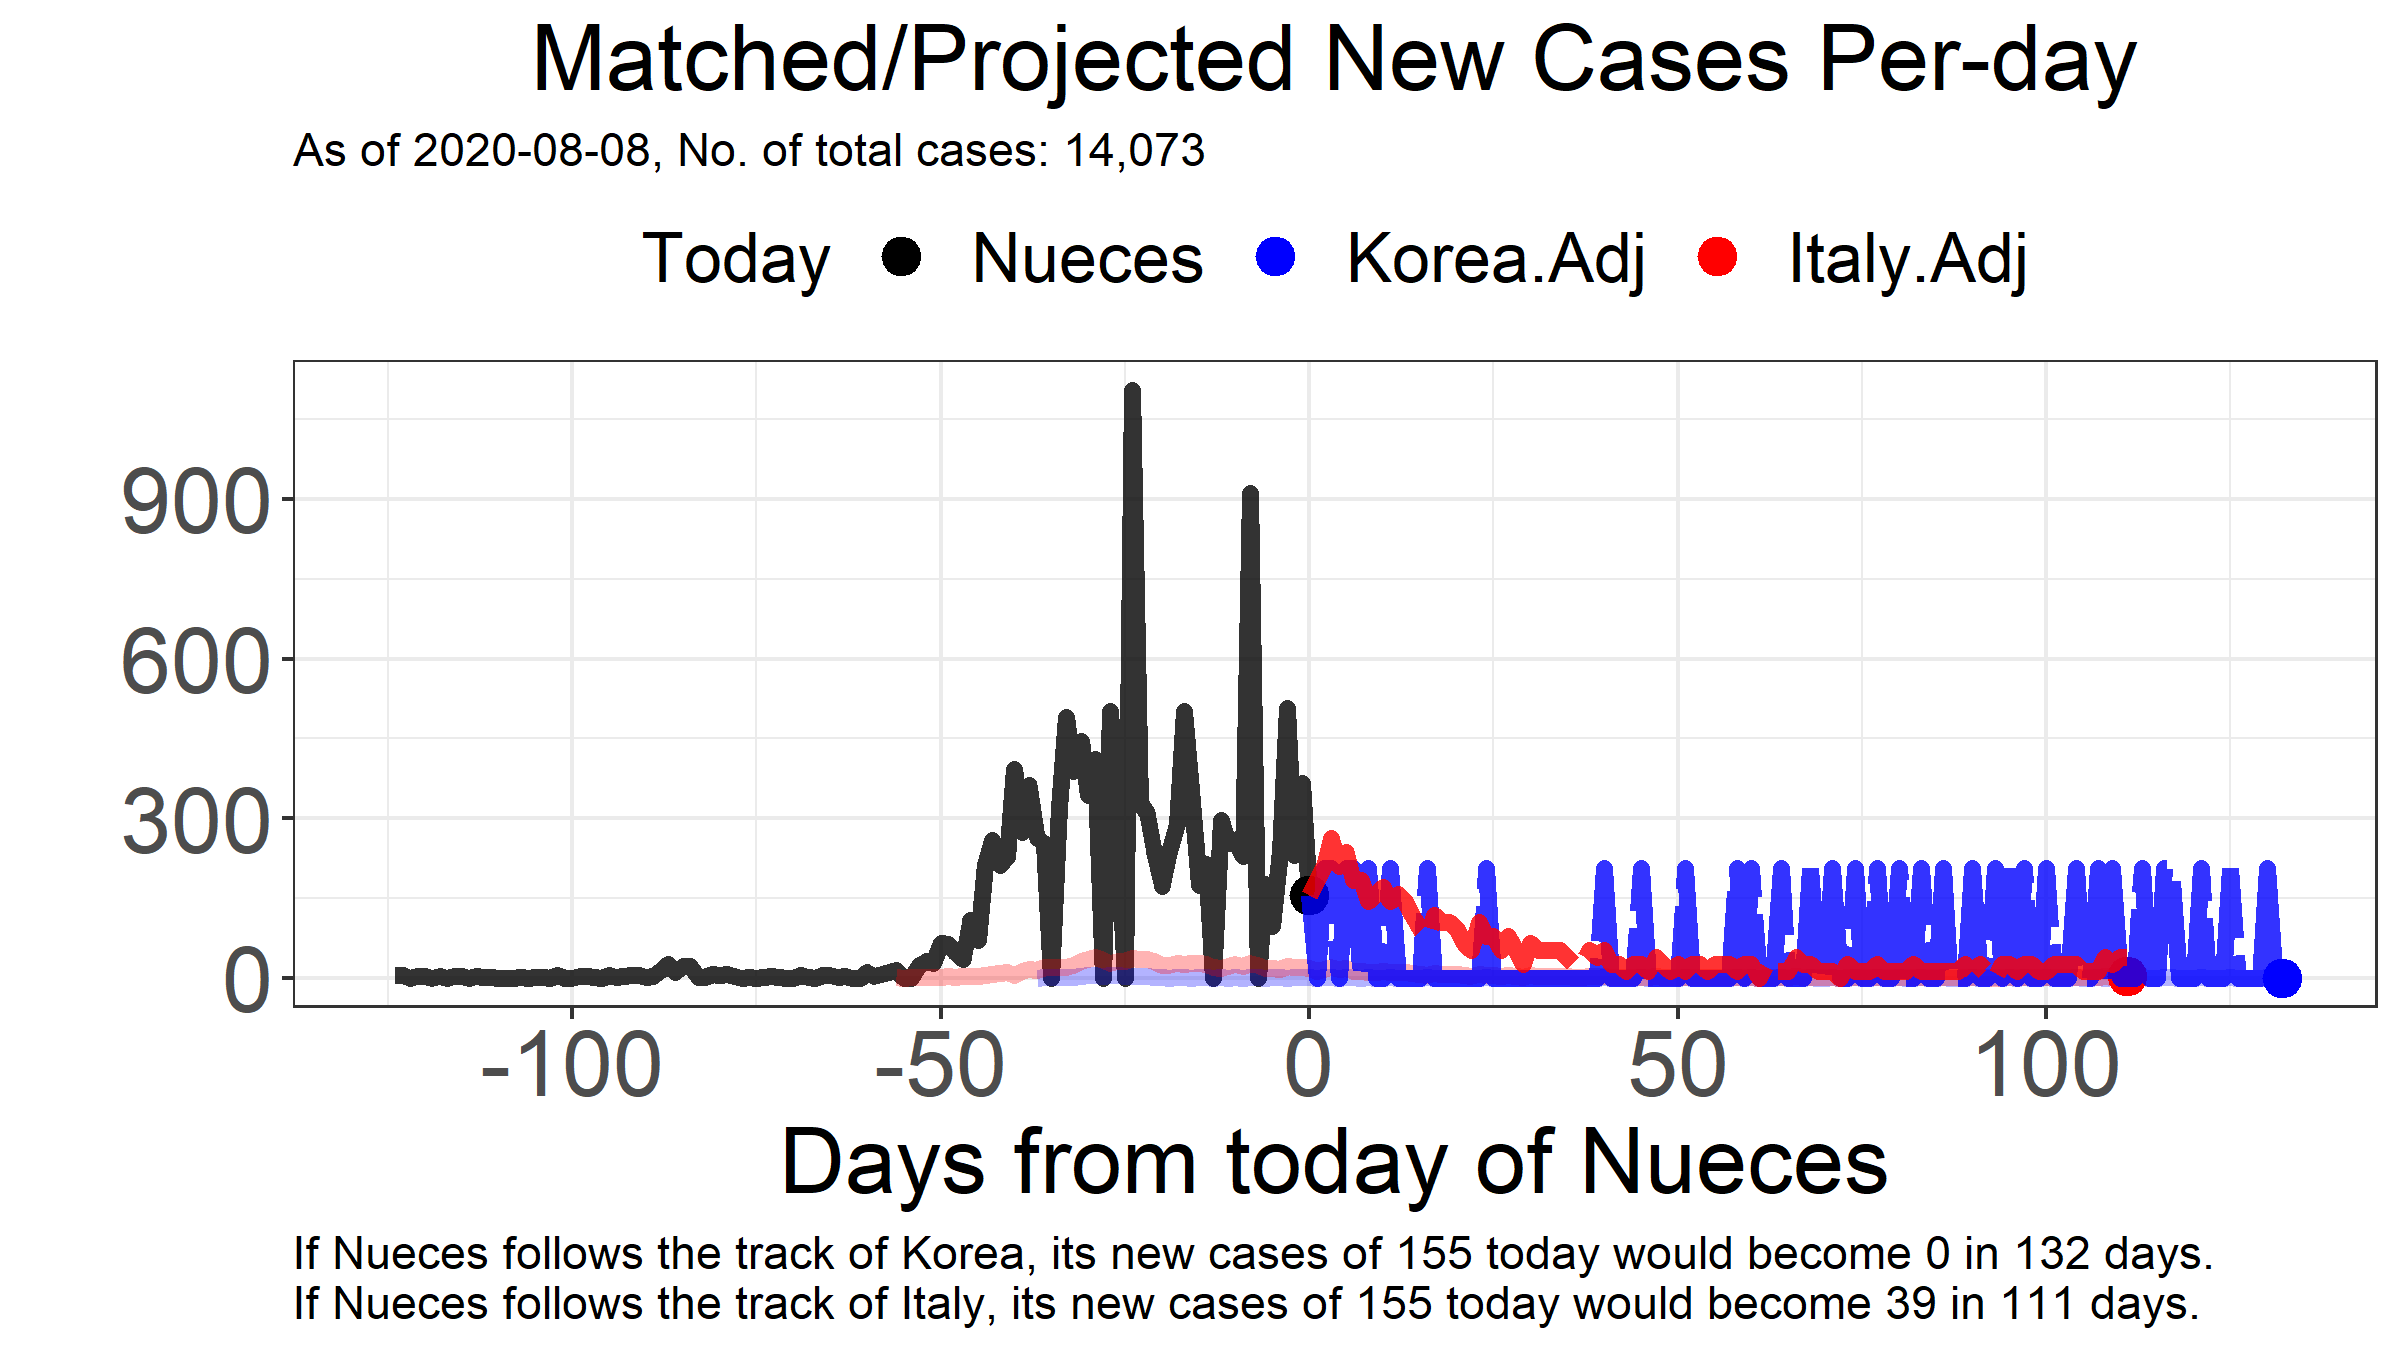 Matched/Projected New Cases Per-day
As of 2020-08-08, No. of total cases: 14,073
Today Nueces Korea.Adj Italy.Adj
900
600
300
0
-100 -50 0 50 100
Days from today of Nueces
If Nueces follows the track of Korea, its new cases of 155 today would become 0 in 132 days.
If Nueces follows the track of Italy, its new cases of 155 today would become 39 in 111 days.